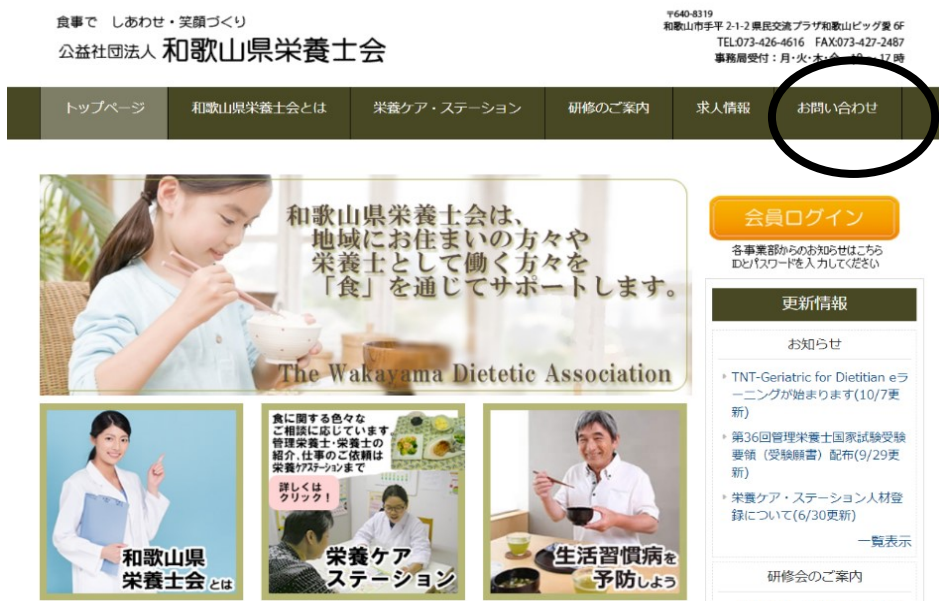 食事で しあわせ・笑顔づくり
公益社団法人 和歌山県栄養士会
〒640-8319
和歌山市手平 2-1-2 県民交流プラザ和歌山ビッグ愛 6F
TEL:073-426-4616 FAX:073-427-2487
事務局受付：月・火・木・金 17時
トップページ 和歌山県栄養士会とは 栄養ケア・ステーション 研修のご案内 求人情報 お問い合わせ
和歌山県栄養士会は、
地域にお住まいの方々や
栄養士として働く方々を
「食」を通じてサポートします。
The Wakayama Dietetic Association
会員ログイン
各事業部からのお知らせはこちら
IDとパスワードを入力してください
更新情報
お知らせ
TNT-Geriatric for Dietitian eラ
ーニングが始まります(10/7更
新)
第36回管理栄養士国家試験受験
要領（受験願書）配布(9/29更
新)
栄養ケア・ステーション人材登
録について(6/30更新)
一覧表示
研修会のご案内
和歌山県
栄養士会とは
食に関する色々な
ご相談に応じています。
管理栄養士・栄養士の
紹介、仕事のご依頼は
栄養ケアステーションまで
詳しくは
クリック！
栄養ケア
ステーション
生活習慣病を
予防しよう